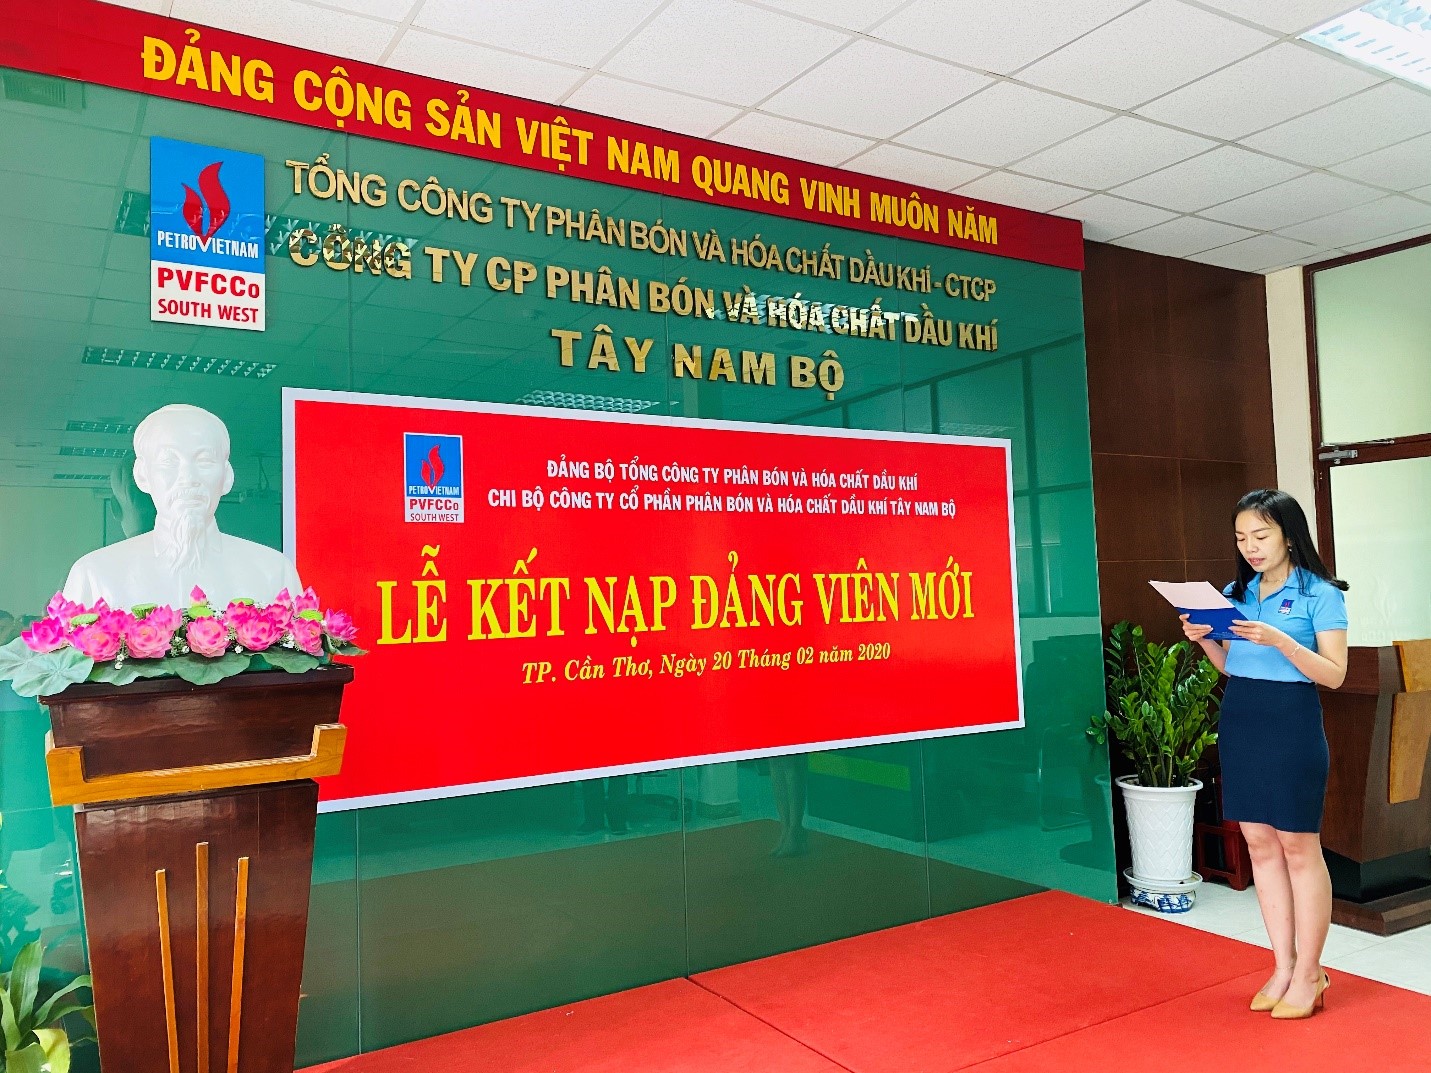 ĐẢNG CỘNG SẢN VIỆT NAM QUANG VINH MUÔN NĂM
PETROVIETNAM
PVFCCo
SOUTH WEST
TỔNG CÔNG TY PHÂN BÓN VÀ HÓA CHẤT DẦU KHÍ - CTCP
CÔNG TY CP PHÂN BÓN VÀ HÓA CHẤT DẦU KHÍ
TÂY NAM BỘ
PETROVIETNAM
PVFCCo
SOUTH WEST
ĐẢNG BỘ TỔNG CÔNG TY PHÂN BÓN VÀ HÓA CHẤT DẦU KHÍ
CHI BỘ CÔNG TY CỔ PHẦN PHÂN BÓN VÀ HÓA CHẤT DẦU KHÍ TÂY NAM BỘ
LỄ KẾT NẠP ĐẢNG VIÊN MỚI
TP. Cần Thơ, Ngày 20 Tháng 02 năm 2020